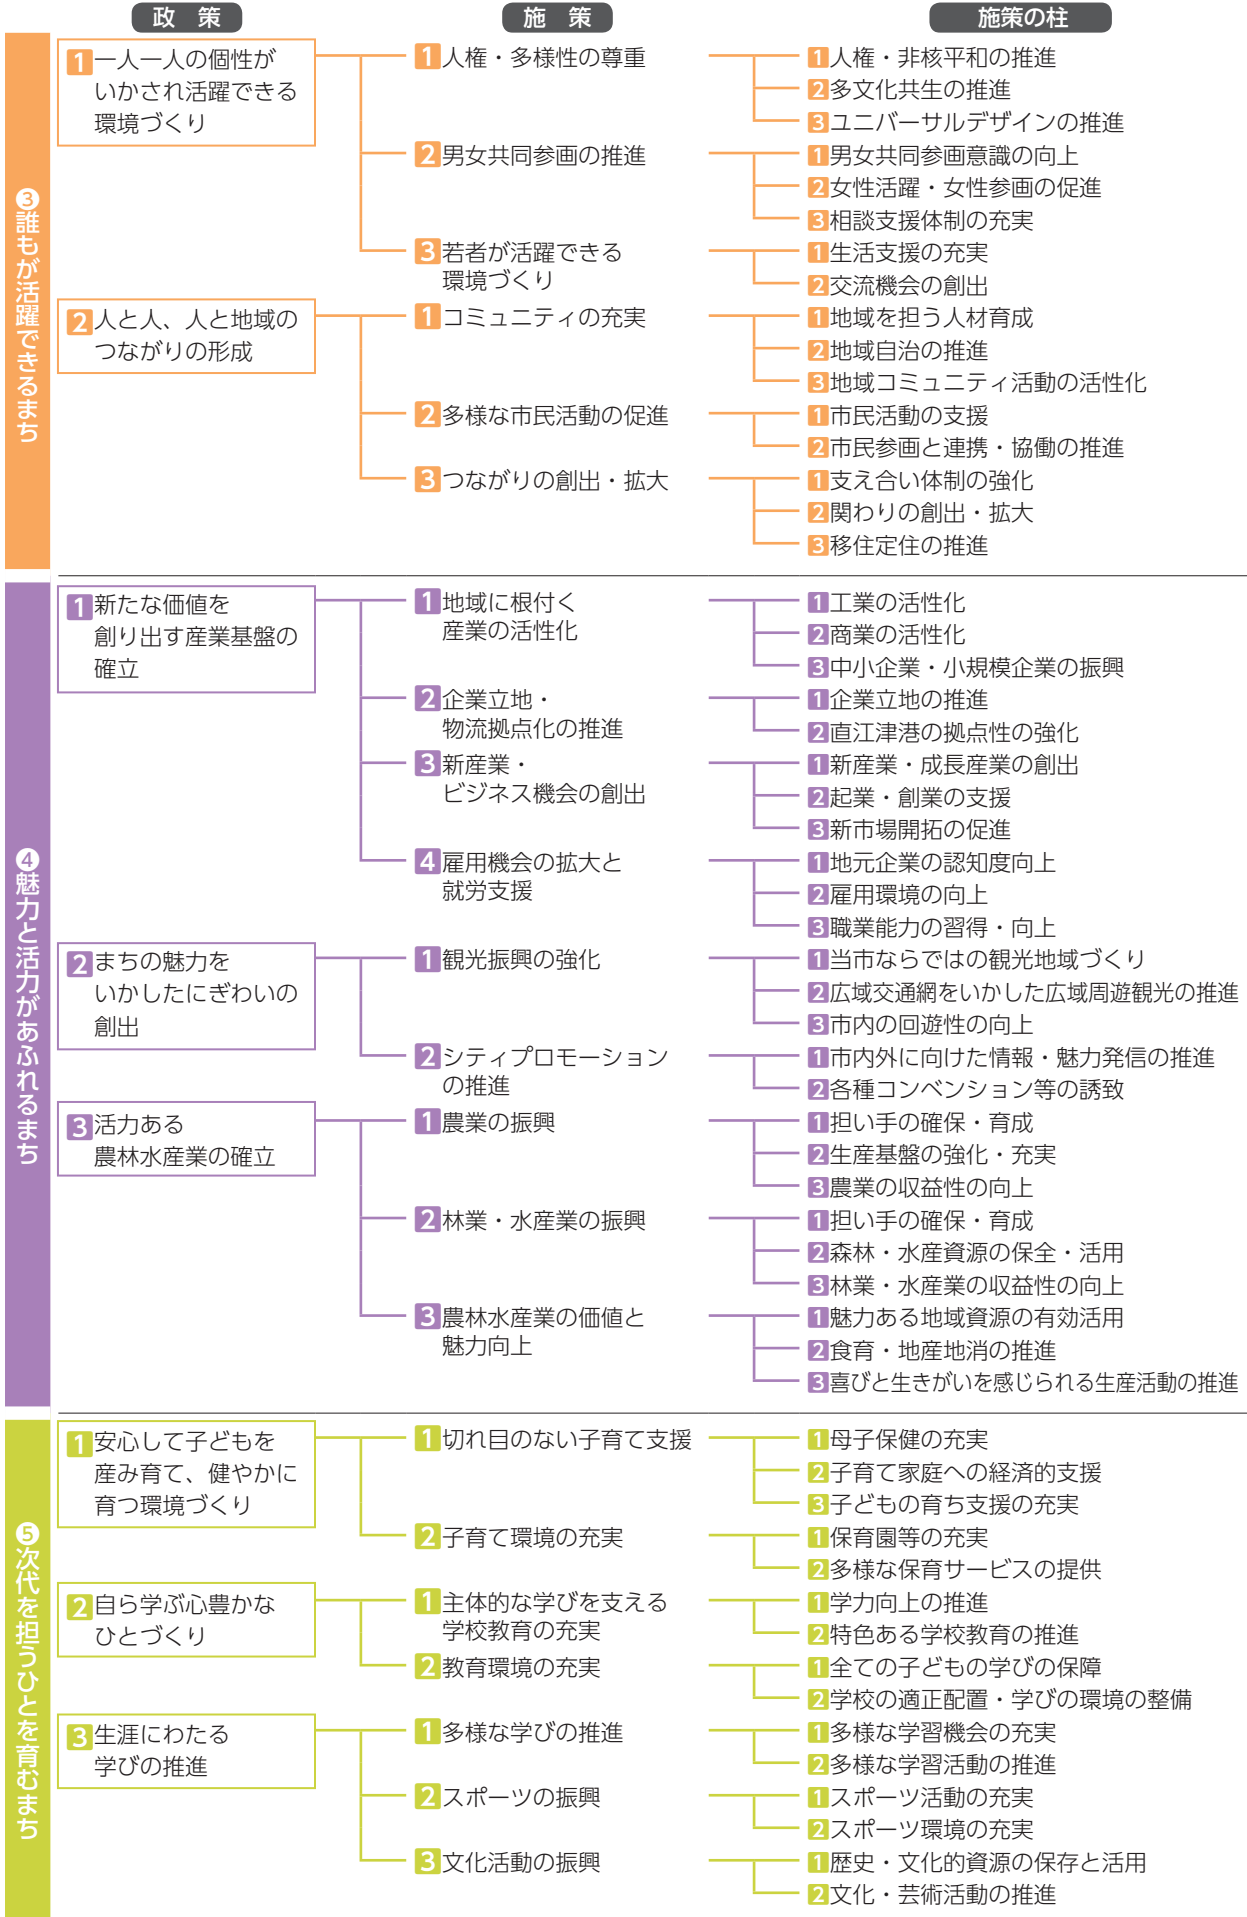 政 策
施 策
施策の柱
❸誰もが活躍できるまち
1一人一人の個性が
いかされ活躍できる
環境づくり
1人権・多様性の尊重
1人権・非核平和の推進
2多文化共生の推進
3ユニバーサルデザインの推進
2男女共同参画の推進
1男女共同参画意識の向上
2女性活躍・女性参画の促進
3相談支援体制の充実
3若者が活躍できる
環境づくり
1生活支援の充実
2交流機会の創出
2人と人、人と地域の
つながりの形成
1コミュニティの充実
1地域を担う人材育成
2地域自治の推進
3地域コミュニティ活動の活性化
2多様な市民活動の促進
1市民活動の支援
2市民参画と連携・協働の推進
3つながりの創出・拡大
1支え合い体制の強化
2関わりの創出・拡大
3移住定住の推進
❹魅力と活力があふれるまち
1新たな価値を
創り出す産業基盤の
確立
1地域に根付く
産業の活性化
1工業の活性化
2商業の活性化
3中小企業・小規模企業の振興
2企業立地・
物流拠点化の推進
1企業立地の推進
2直江津港の拠点性の強化
3新産業・
ビジネス機会の創出
1新産業・成長産業の創出
2起業・創業の支援
3新市場開拓の促進
4雇用機会の拡大と
就労支援
1地元企業の認知度向上
2雇用環境の向上
3職業能力の習得・向上
2まちの魅力を
いかしたにぎわいの
創出
1観光振興の強化
1当市ならではの観光地域づくり
2広域交通網をいかした広域周遊観光の推進
3市内の回遊性の向上
2シティプロモーション
の推進
1市内外に向けた情報・魅力発信の推進
2各種コンベンション等の誘致
3活力ある
農林水産業の確立
1農業の振興
1担い手の確保・育成
2生産基盤の強化・充実
3農業の収益性の向上
2林業・水産業の振興
1担い手の確保・育成
2森林・水産資源の保全・活用
3林業・水産業の収益性の向上
3農林水産業の価値と
魅力向上
1魅力ある地域資源の有効活用
2食育・地産地消の推進
3喜びと生きがいを感じられる生産活動の推進
❺次代を担うひとを育むまち
1安心して子どもを
産み育て、健やかに
育つ環境づくり
1切れ目のない子育て支援
1母子保健の充実
2子育て家庭への経済的支援
3子どもの育ち支援の充実
2子育て環境の充実
1保育園等の充実
2多様な保育サービスの提供
2自ら学ぶ心豊かな
ひとづくり
1主体的な学びを支える
学校教育の充実
1学力向上の推進
2特色ある学校教育の推進
2教育環境の充実
1全ての子どもの学びの保障
2学校の適正配置・学びの環境の整備
3生涯にわたる
学びの推進
1多様な学びの推進
1多様な学習機会の充実
2多様な学習活動の推進
2スポーツの振興
1スポーツ活動の充実
2スポーツ環境の充実
3文化活動の振興
1歴史・文化的資源の保存と活用
2文化・芸術活動の推進